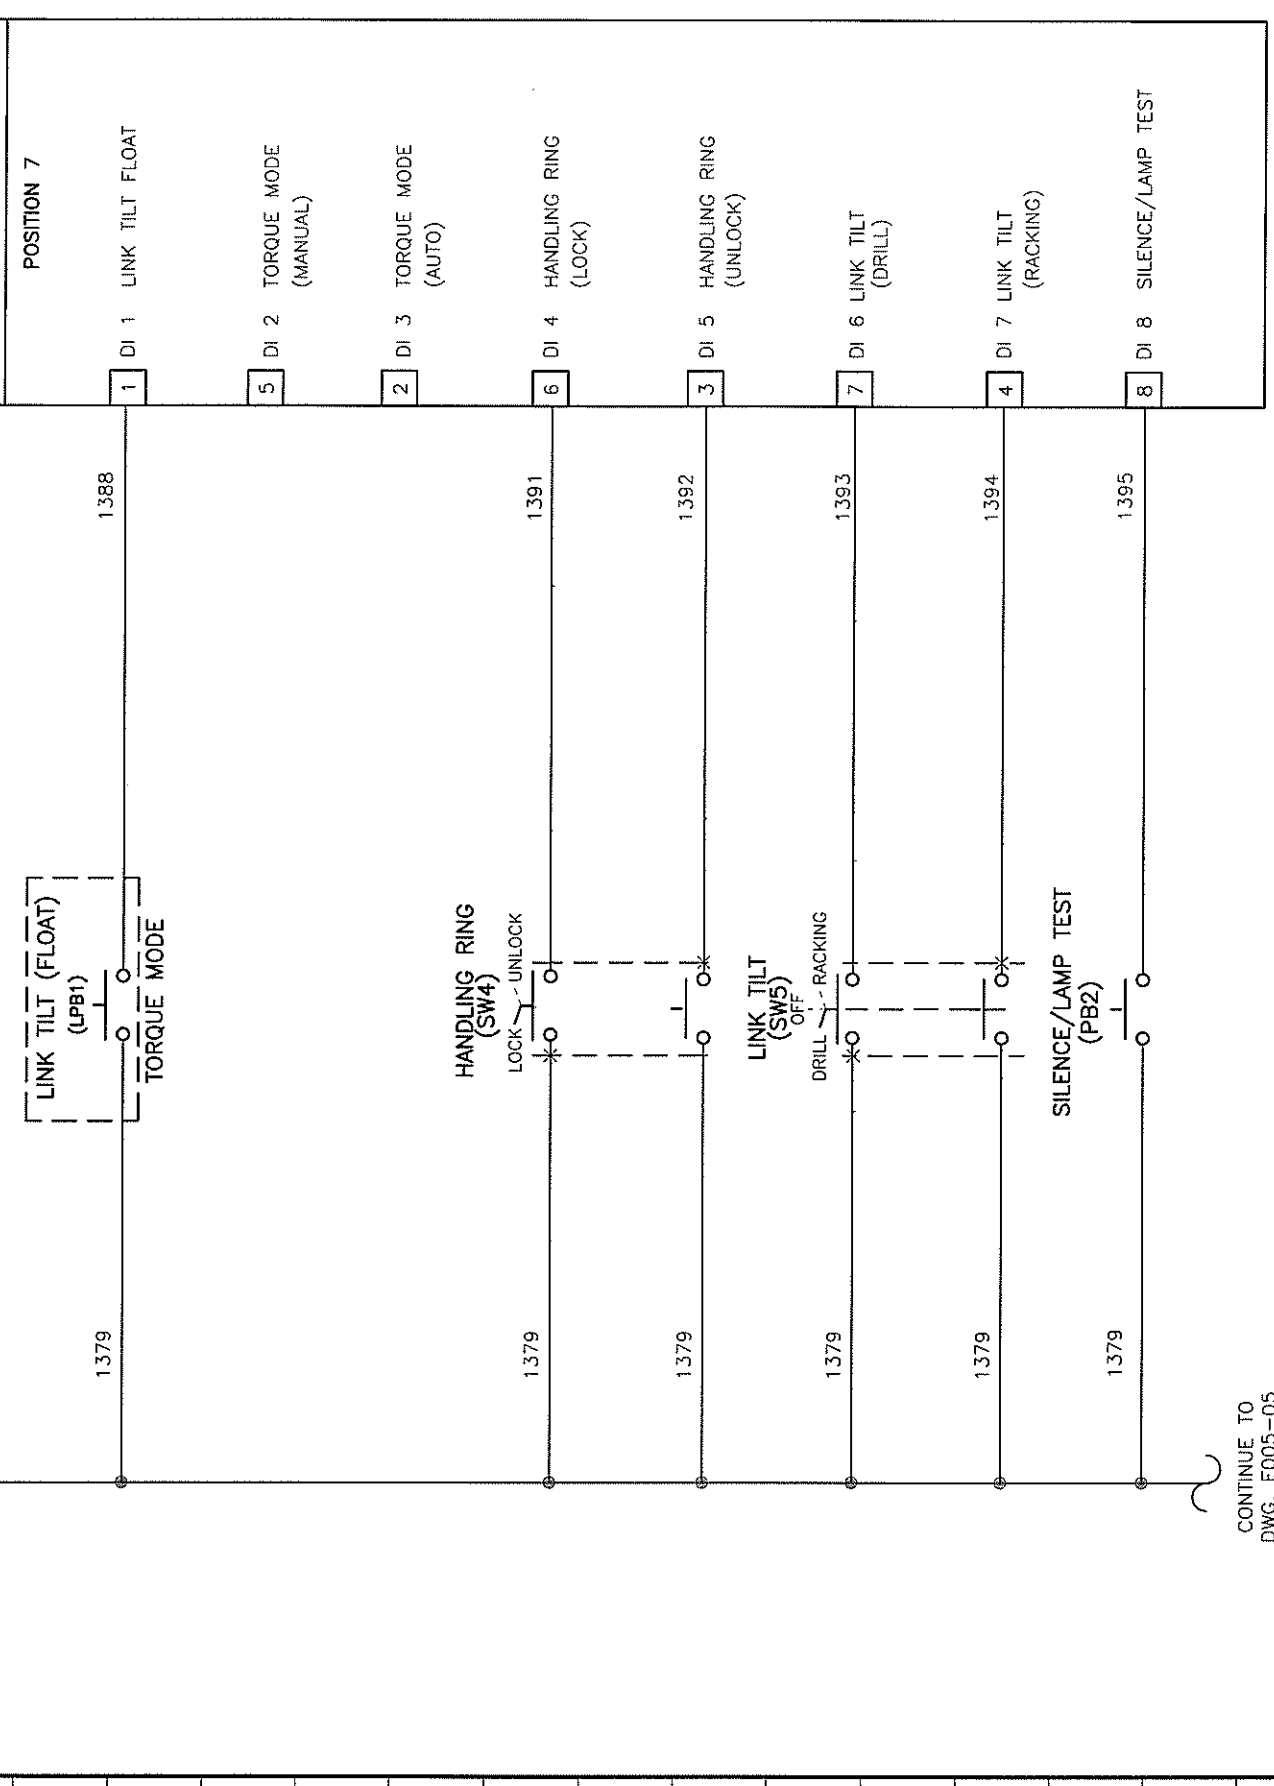 POSITION 7
1379
LINK TILT (FLOAT)
(LPB1)
TORQUE MODE
1388
1
DI 1 LINK TILT FLOAT
5
DI 2 TORQUE MODE
(MANUAL)
2
DI 3 TORQUE MODE
(AUTO)
HANDLING RING
(SW4)
LOCK
UNLOCK
1379
1391
6
DI 4 HANDLING RING
(LOCK)
1379
1392
3
DI 5 HANDLING RING
(UNLOCK)
LINK TILT
(SW5)
OFF
DRILL
RACKING
1379
1393
7
DI 6 LINK TILT
(DRILL)
1379
1394
4
DI 7 LINK TILT
(RACKING)
SILENCE/LAMP TEST
(PB2)
1379
1395
8
DI 8 SILENCE/LAMP TEST
CONTINUE TO
DWG. E005-05